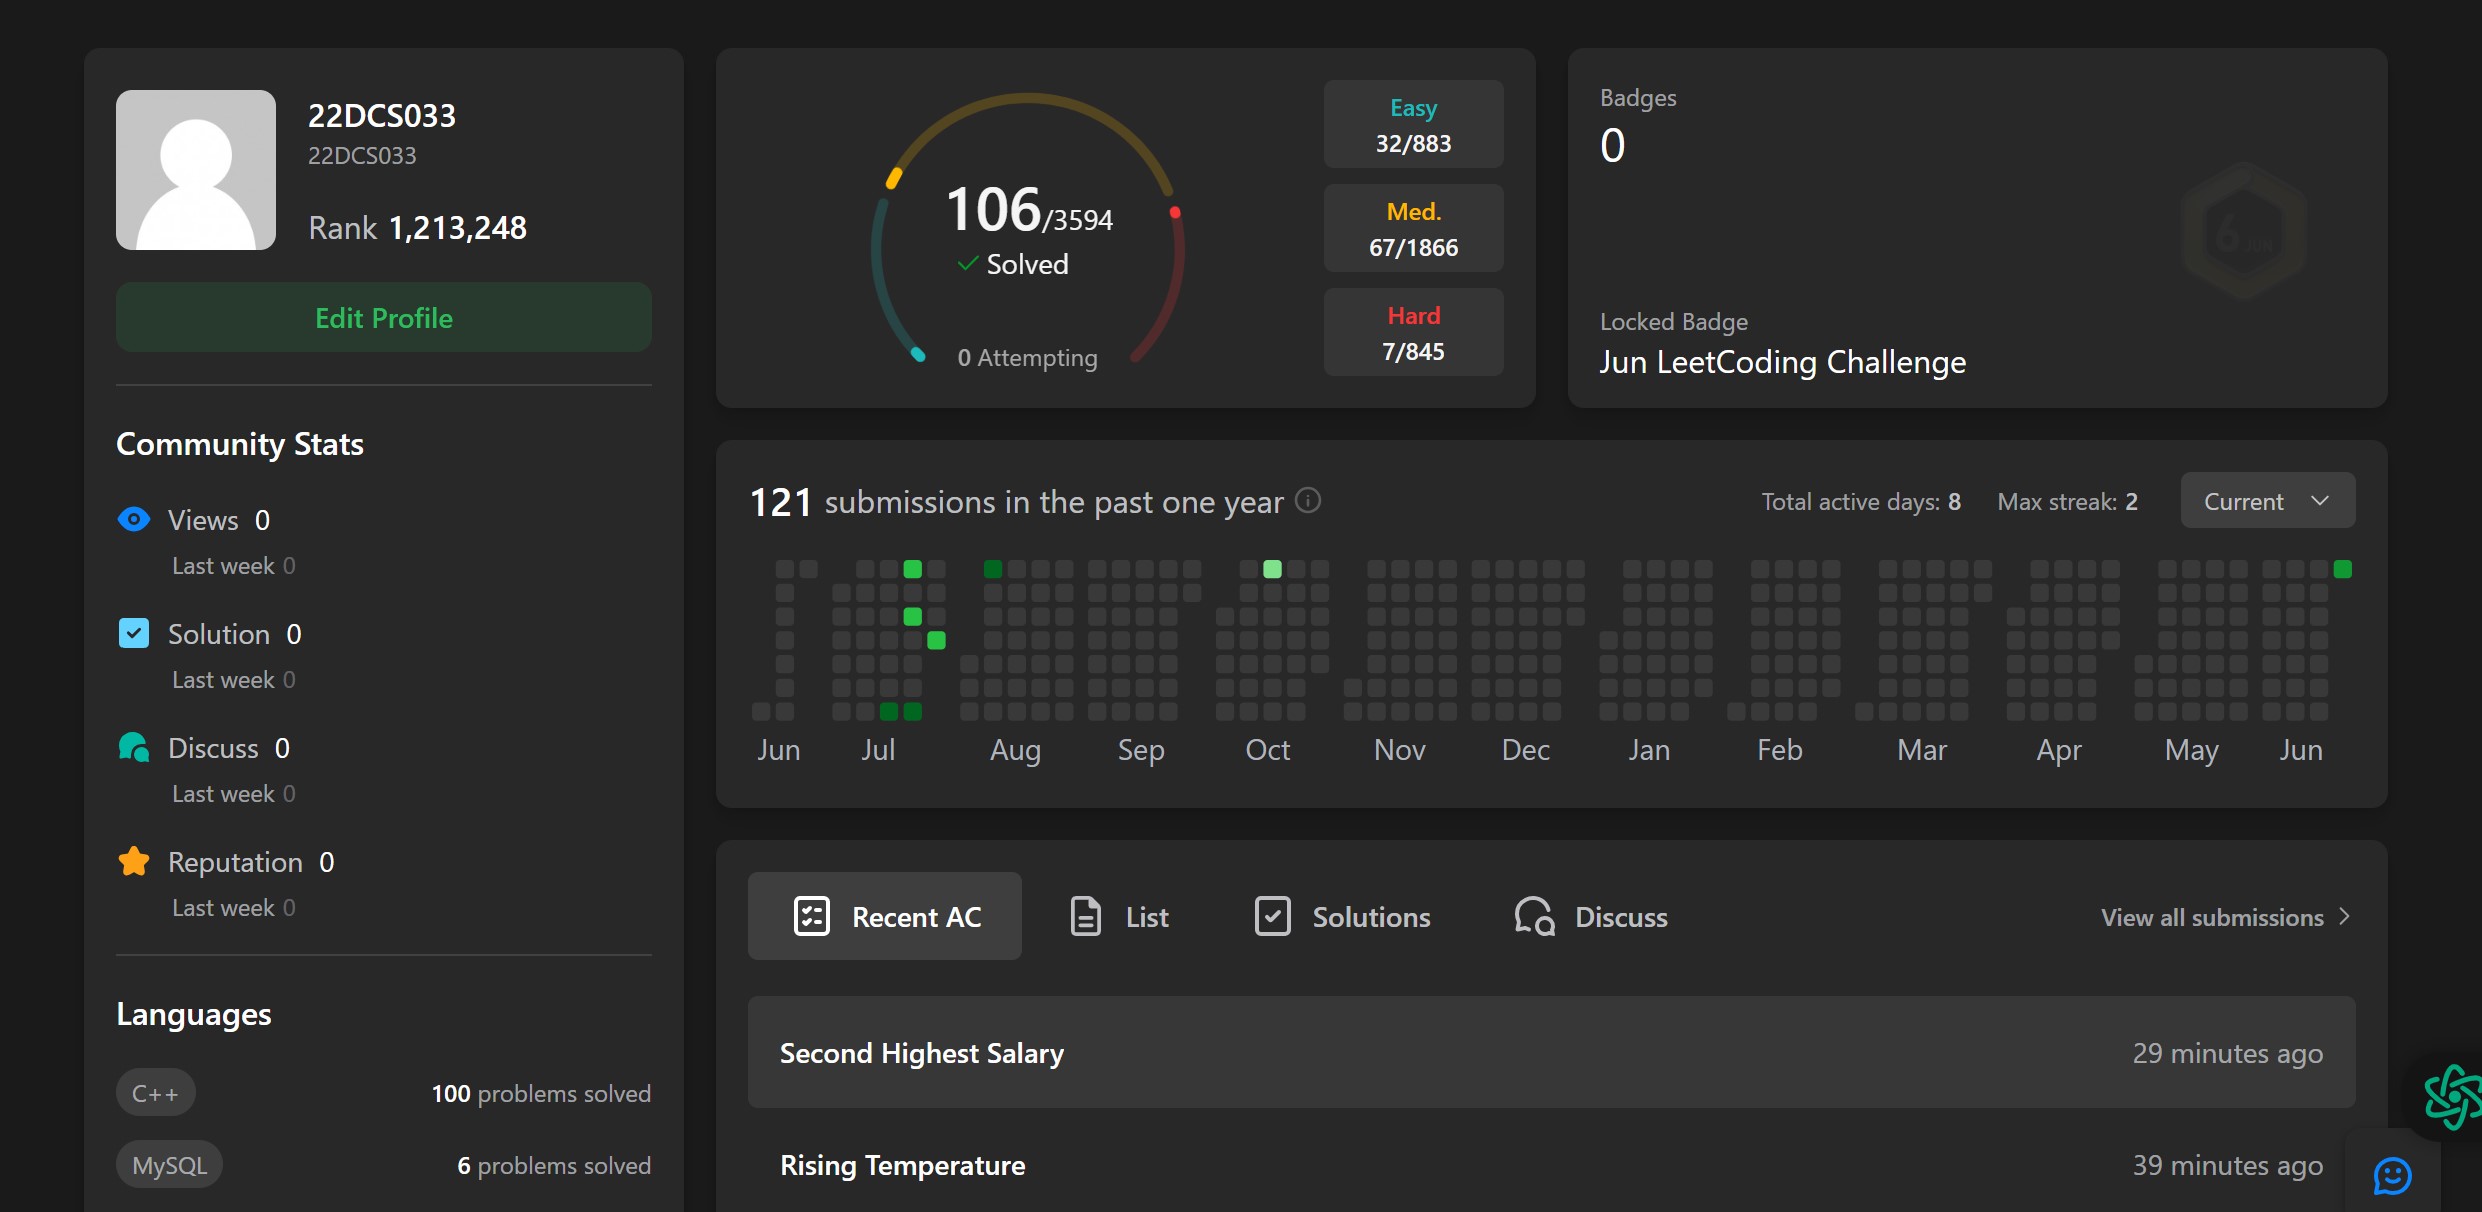 22DCS033
22DCS033
Rank 1,213,248
Edit Profile
Community Stats
Views 0
Last week 0
Solution 0
Last week 0
Discuss 0
Last week 0
Reputation 0
Last week 0
Languages
C++ 100 problems solved
MySQL 6 problems solved
106/3594
Solved
0 Attempting
Easy
32/883
Med.
67/1866
Hard
7/845
Badges
0
6 JUN
Locked Badge
Jun LeetCoding Challenge
121 submissions in the past one year
Total active days: 8 Max streak: 2 Current
Jun Jul Aug Sep Oct Nov Dec Jan Feb Mar Apr May Jun
Recent AC List Solutions Discuss View all submissions
Second Highest Salary 29 minutes ago
Rising Temperature 39 minutes ago